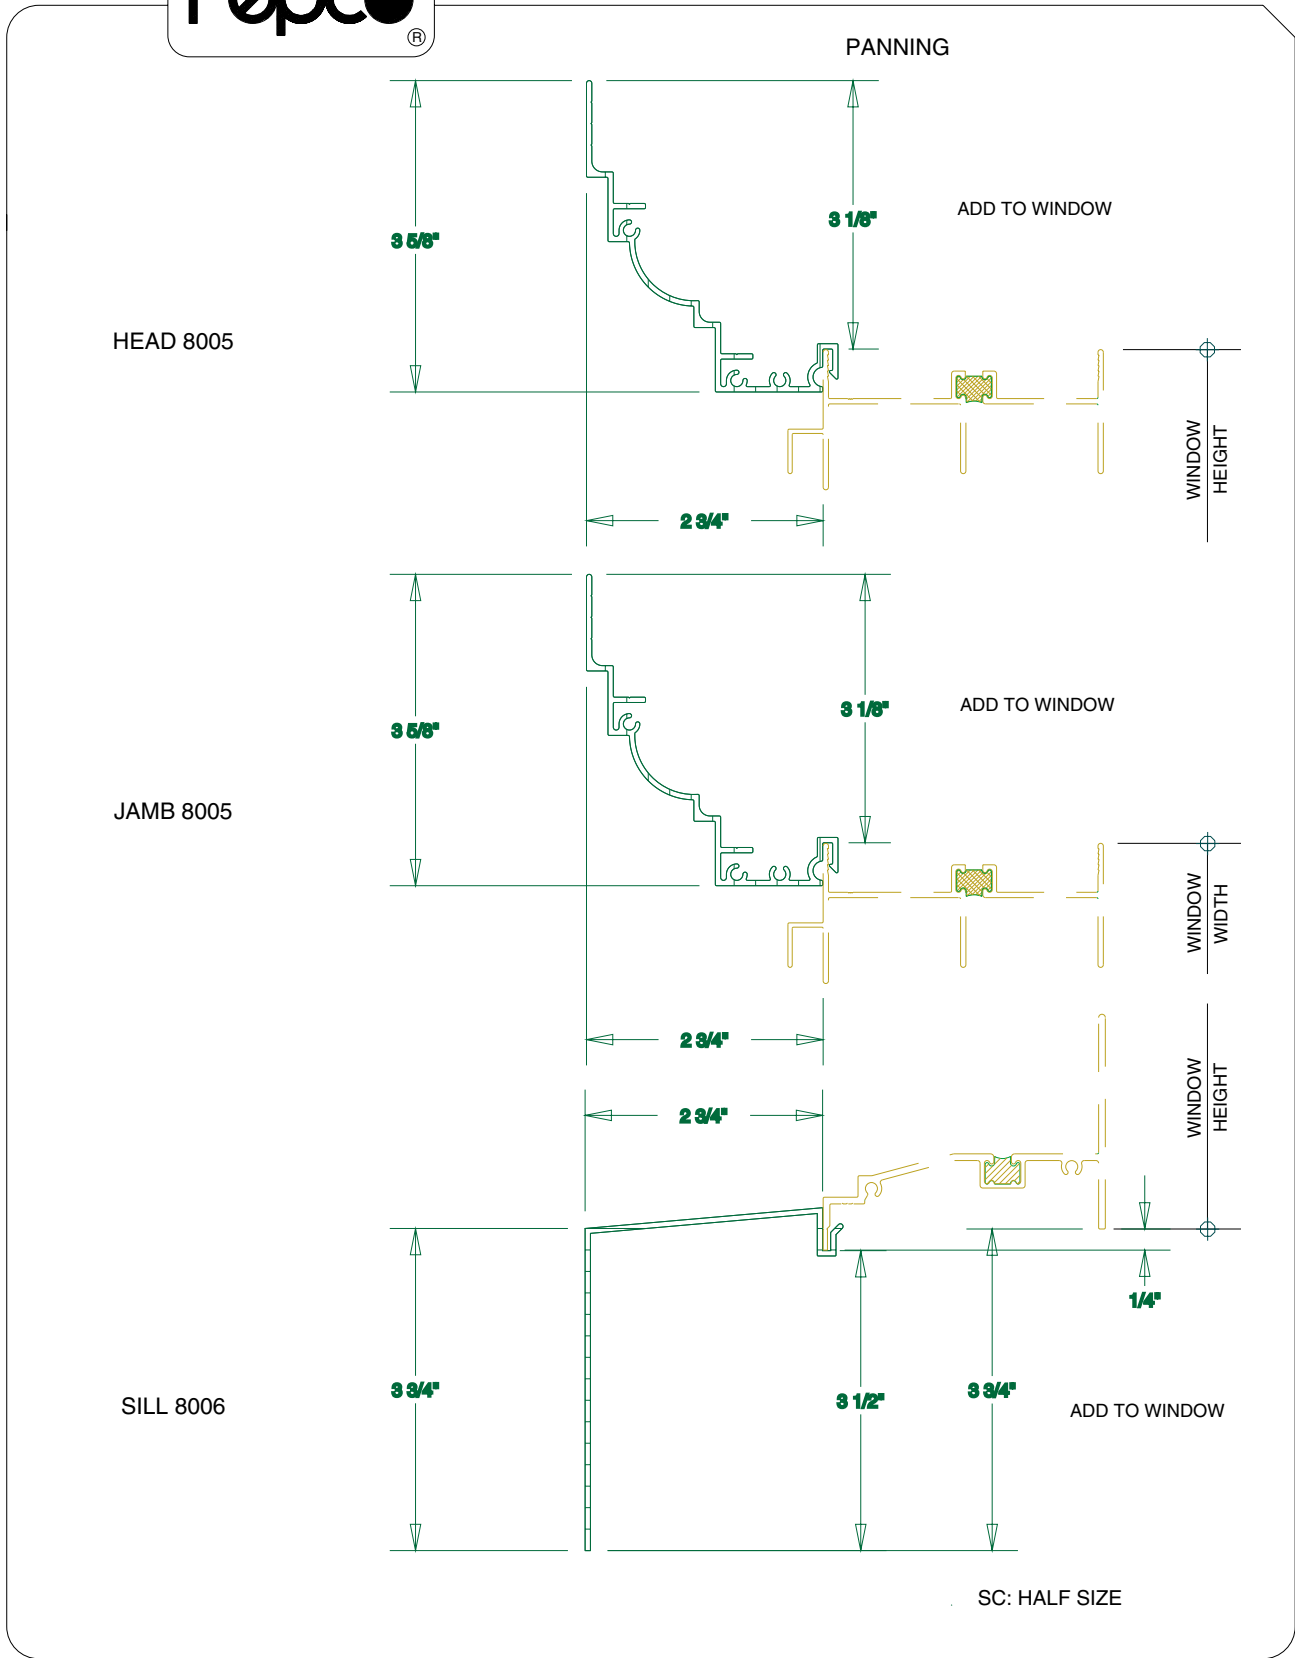 ®
PANNING
3 5/8"
3 1/8"
ADD TO WINDOW
HEAD 8005
WINDOW
HEIGHT
2 3/4"
3 5/8"
3 1/8"
ADD TO WINDOW
JAMB 8005
WINDOW
WIDTH
2 3/4"
WINDOW
HEIGHT
2 3/4"
1/4"
3 3/4"
3 1/2"
3 3/4"
SILL 8006
ADD TO WINDOW
SC: HALF SIZE